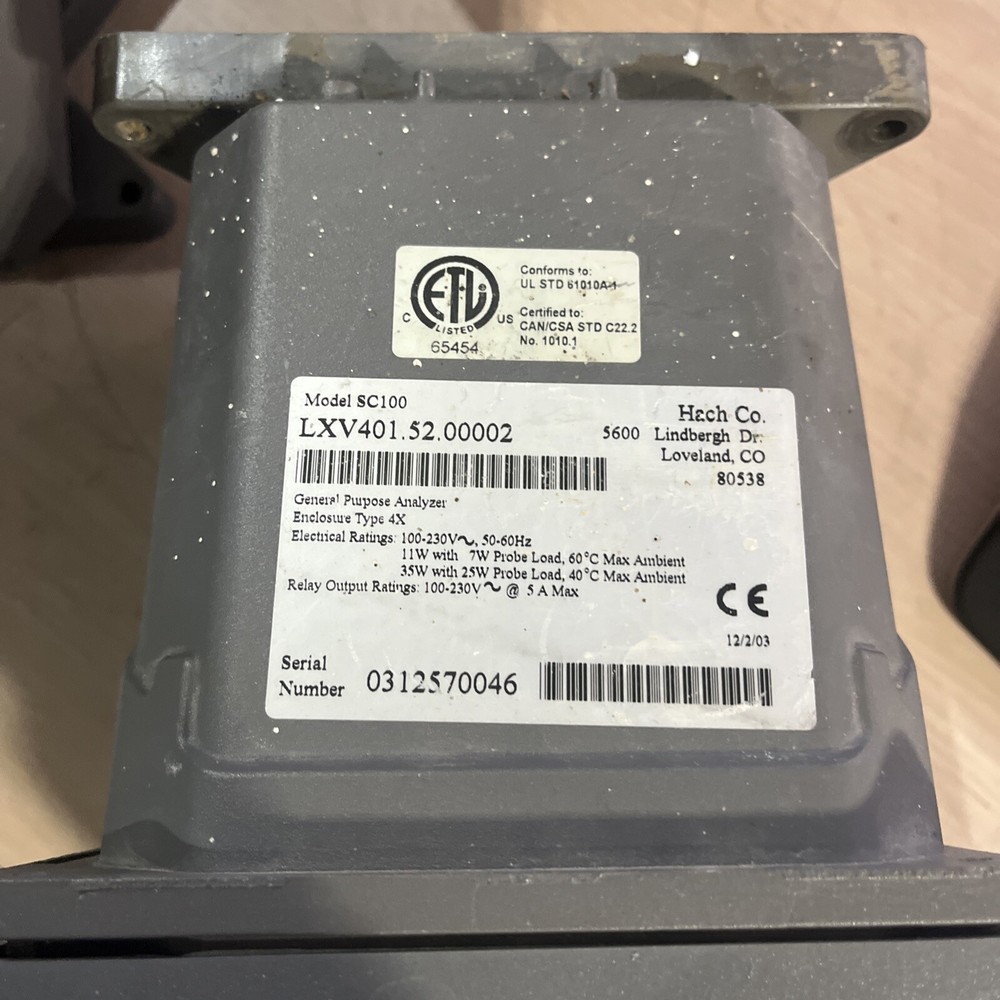 ETL®
C LISTED US
65454
Conforms to:
UL STD 61010A-1
Certified to:
CAN/CSA STD C22.2
No. 1010.1
Model SC100
LXV401.52.00002
Hach Co.
5600 Lindbergh Dr.
Loveland, CO
80538
General Purpose Analyzer
Enclosure Type 4X
Electrical Ratings: 100-230V~, 50-60Hz
11W with 7W Probe Load, 60°C Max Ambient
35W with 25W Probe Load, 40°C Max Ambient
Relay Output Ratings: 100-230V~ @ 5 A Max
CE
12/2/03
Serial
Number 0312570046